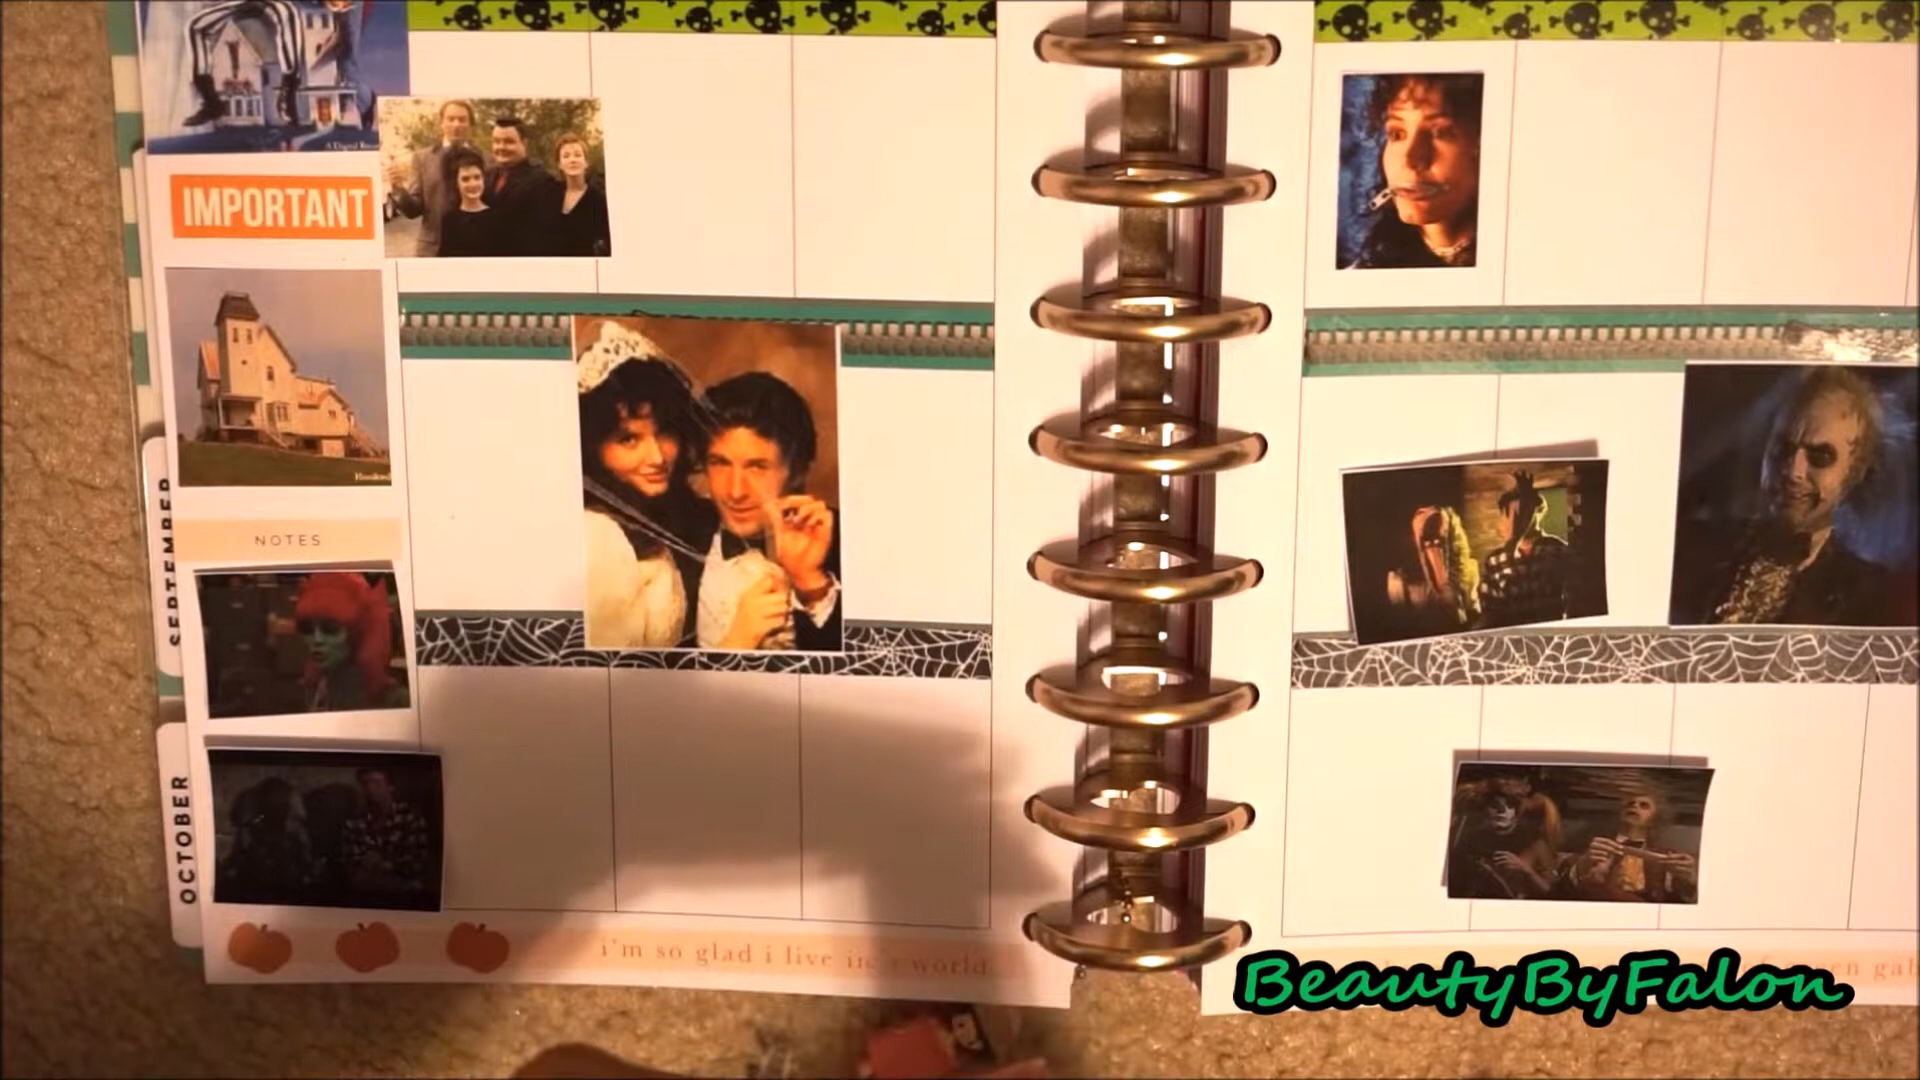 IMPORTANT
NOTES
SEPTEMBER
OCTOBER
i'm so glad i live in world
BeautyByFalon